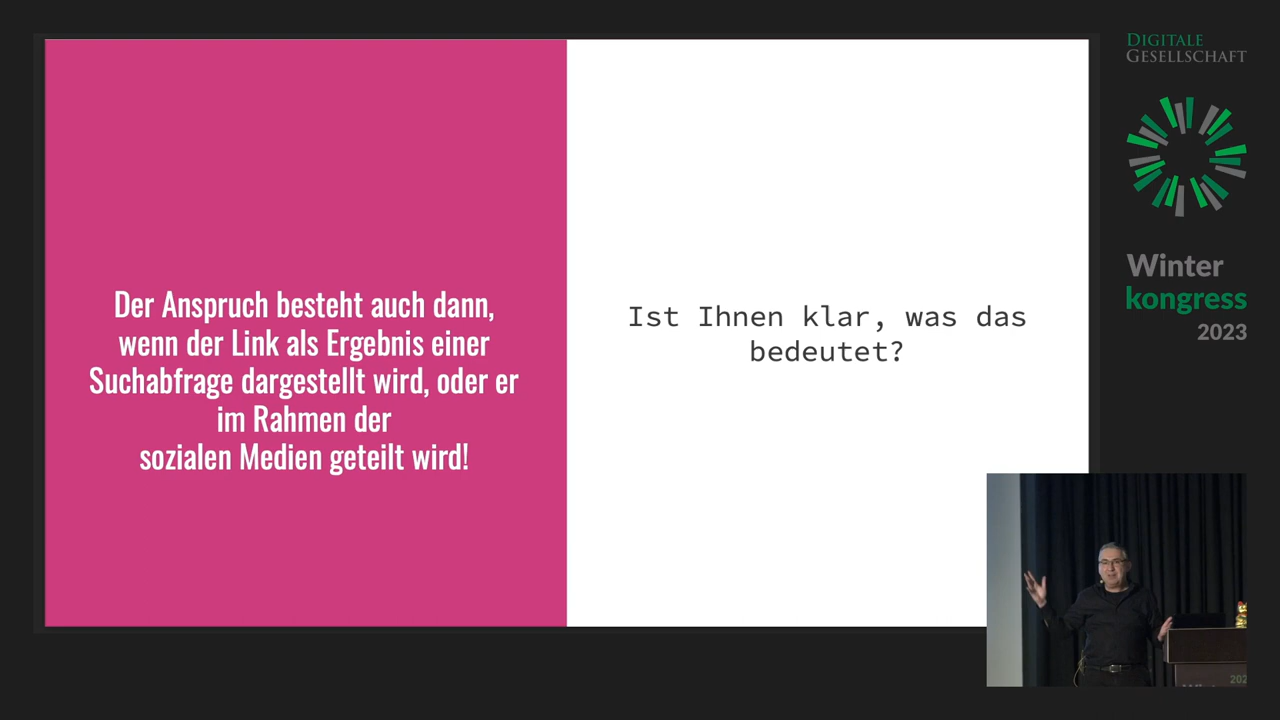 Der Anspruch besteht auch dann,
wenn der Link als Ergebnis einer
Suchabfrage dargestellt wird, oder er
im Rahmen der
sozialen Medien geteilt wird!
Ist Ihnen klar, was das
bedeutet?
DIGITALE
GESELLSCHAFT
Winter
kongress
2023
202